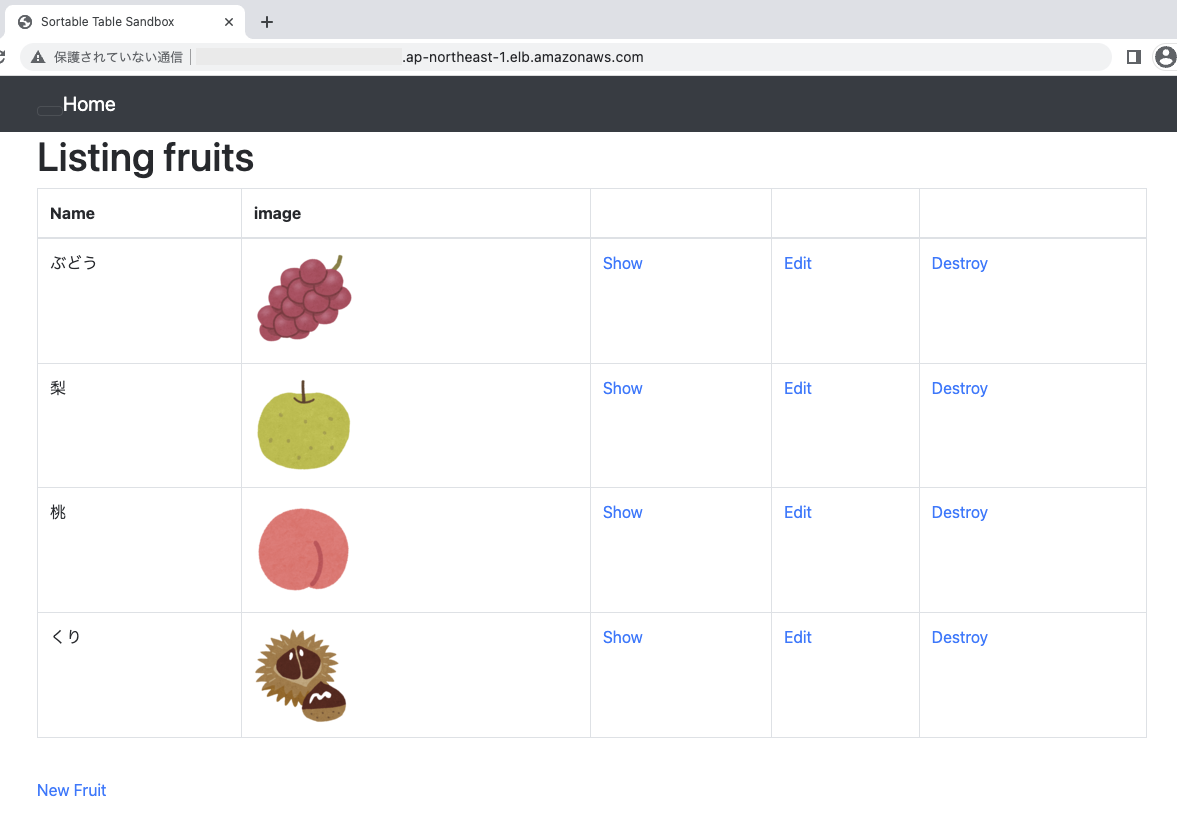 Sortable Table Sandbox
保護されていない通信 .ap-northeast-1.elb.amazonaws.com
Home
Listing fruits
Name image
ぶどう Show Edit Destroy
梨 Show Edit Destroy
桃 Show Edit Destroy
くり Show Edit Destroy
New Fruit